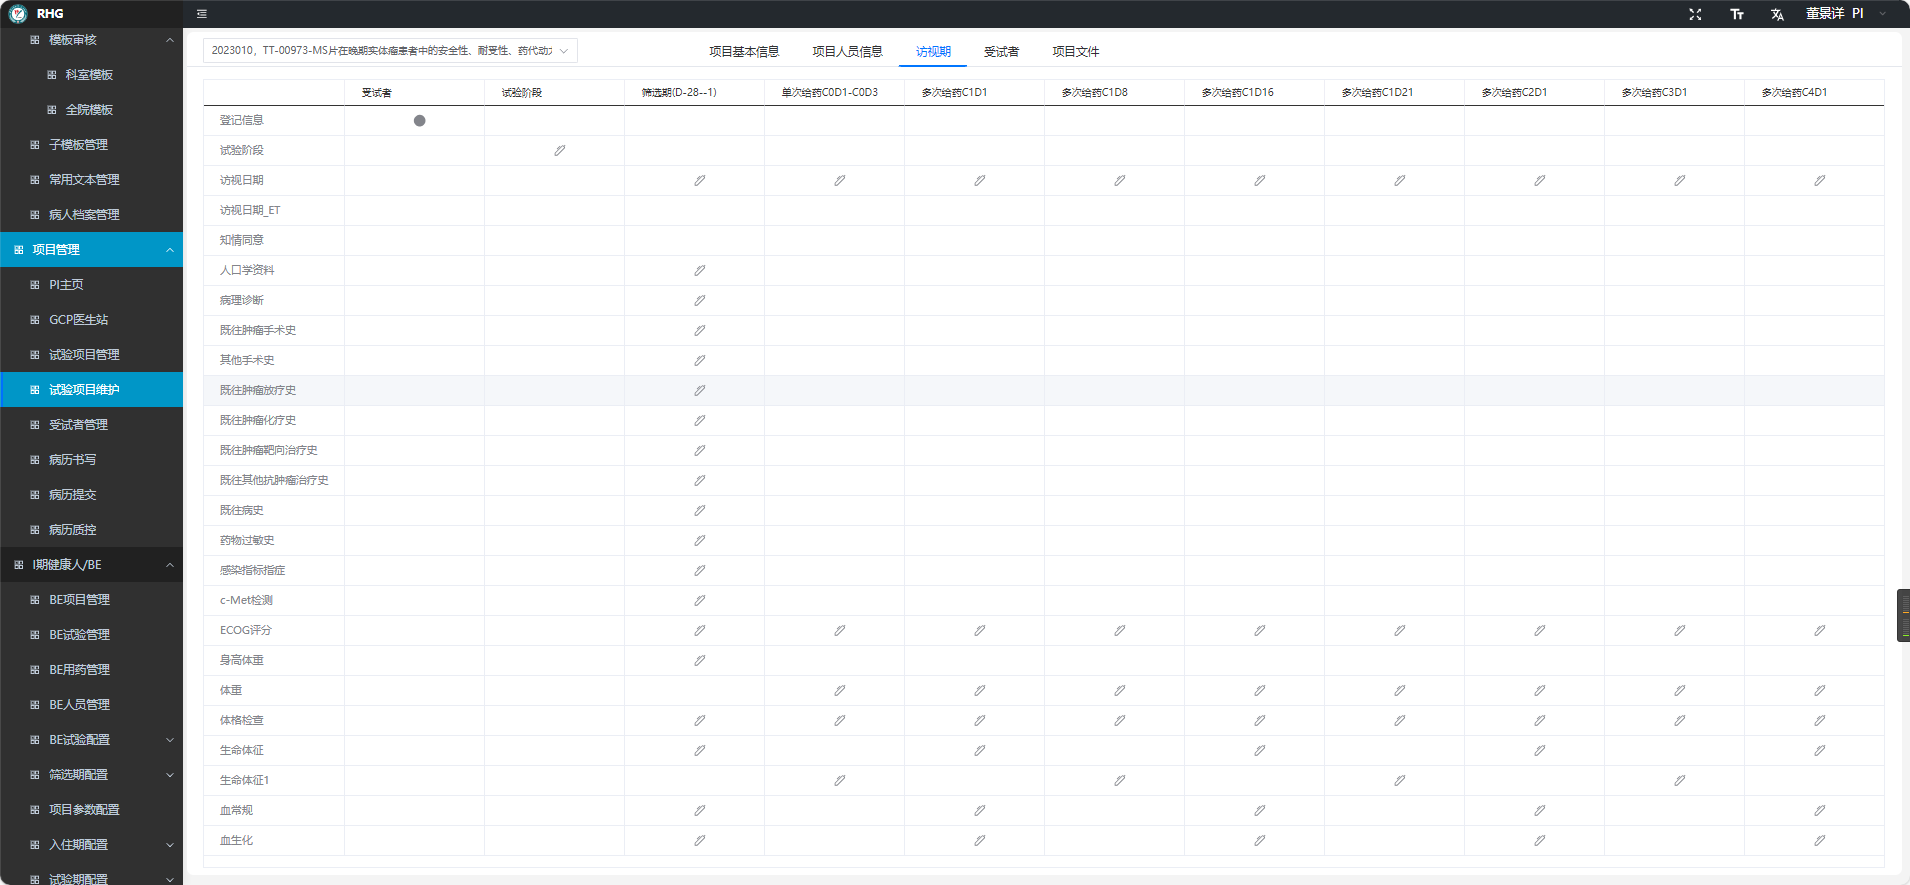 RHG
董景详 PI
模板审核
科室模板
全院模板
子模板管理
常用文本管理
病人档案管理
项目管理
PI主页
GCP医生站
试验项目管理
试验项目维护
受试者管理
病历书写
病历提交
病历质控
I期健康人/BE
BE项目管理
BE试验管理
BE用药管理
BE人员管理
BE试验配置
筛选期配置
项目参数配置
入住期配置
试验期配置
2023010，TT-00973-MS片在晚期实体瘤患者中的安全性、耐受性、药代动力
项目基本信息 项目人员信息 访视期 受试者 项目文件
受试者 试验阶段 筛选期(D-28--1) 单次给药C0D1-C0D3 多次给药C1D1 多次给药C1D8 多次给药C1D16 多次给药C1D21 多次给药C2D1 多次给药C3D1 多次给药C4D1
登记信息
试验阶段
访视日期
访视日期_ET
知情同意
人口学资料
病理诊断
既往肿瘤手术史
其他手术史
既往肿瘤放疗史
既往肿瘤化疗史
既往肿瘤靶向治疗史
既往其他抗肿瘤治疗史
既往病史
药物过敏史
感染指标指症
c-Met检测
ECOG评分
身高体重
体重
体格检查
生命体征
生命体征1
血常规
血生化